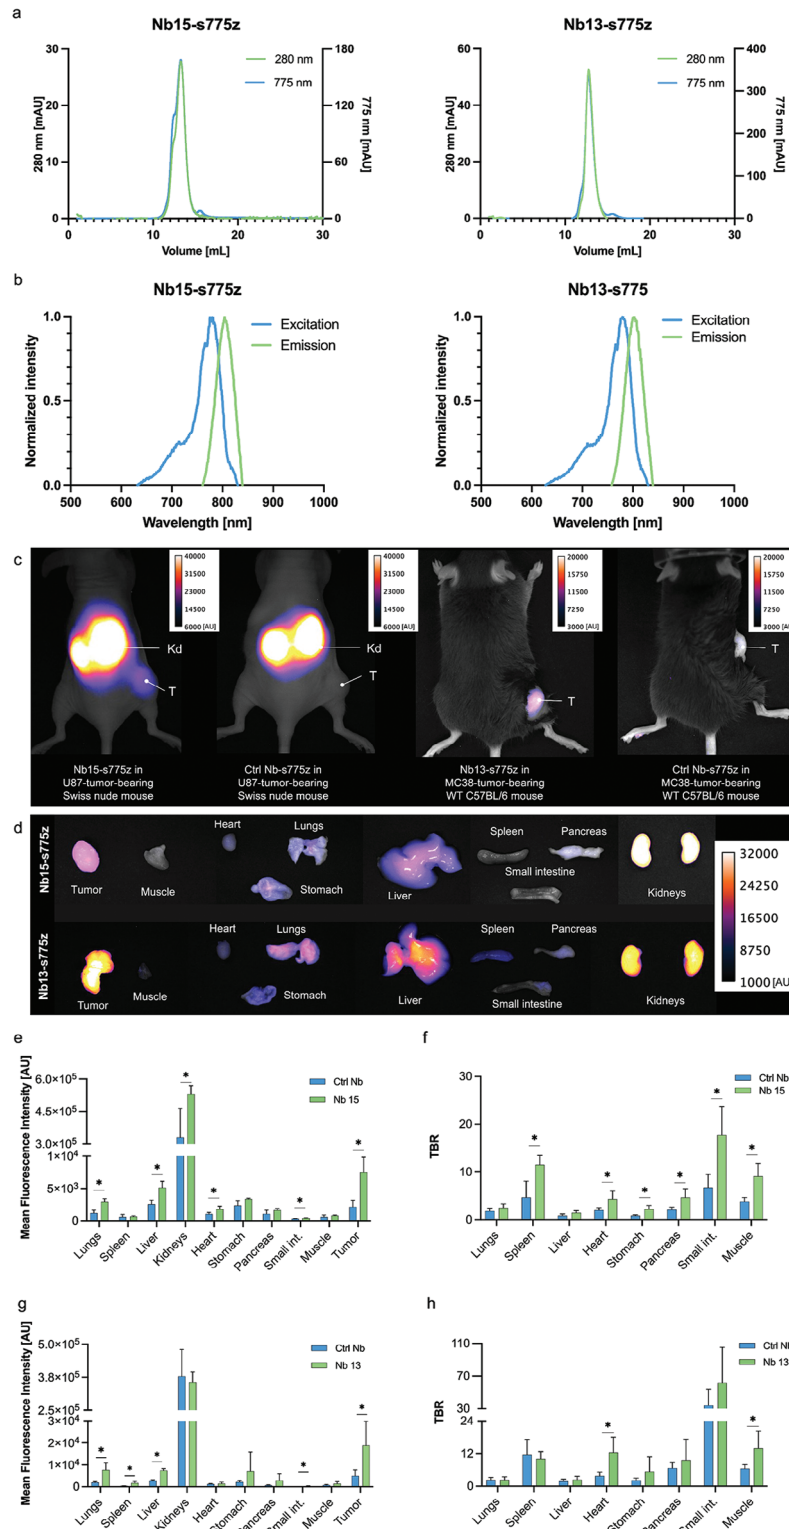 a
Nb15-s775z
280 nm [mAU]
30
20
10
0
280 nm
775 nm
180
120
60
0
775 nm [mAU]
0 10 20 30
Volume [mL]
Nb13-s775z
280 nm [mAU]
60
40
20
0
280 nm
775 nm
400
300
200
100
0
775 nm [mAU]
0 10 20 30
Volume [mL]
b
Nb15-s775z
Normalized intensity
1.0
0.5
0.0
Excitation
Emission
500 600 700 800 900 1000
Wavelength [nm]
Nb13-s775
Normalized intensity
1.0
0.5
0.0
Excitation
Emission
500 600 700 800 900 1000
Wavelength [nm]
c
40000
31500
23000
14500
6000 [AU]
Kd
T
Nb15-s775z in
U87-tumor-bearing
Swiss nude mouse
40000
31500
23000
14500
6000 [AU]
T
Ctrl Nb-s775z in
U87-tumor-bearing
Swiss nude mouse
20000
15750
11500
7250
3000 [AU]
T
Nb13-s775z in
MC38-tumor-bearing
WT C57BL/6 mouse
20000
15750
11500
7250
3000 [AU]
T
Ctrl Nb-s775z in
MC38-tumor-bearing
WT C57BL/6 mouse
d
Nb15-s775z
Tumor
Muscle
Heart
Lungs
Stomach
Liver
Spleen
Pancreas
Small intestine
Kidneys
Nb13-s775z
Tumor
Muscle
Heart
Lungs
Stomach
Liver
Spleen
Pancreas
Small intestine
Kidneys
32000
24250
16500
8750
1000 [AU
e
Mean Fluorescence Intensity [AU]
6.0×10⁵
4.5×10⁵
3.0×10⁵
1×10⁴
5×10³
0
Ctrl Nb
Nb 15
* * * * * *
Lungs Spleen Liver Kidneys Heart Stomach Pancreas Small int. Muscle Tumor
f
TBR
30
20
10
0
Ctrl Nb
Nb 15
* * * * * *
Lungs Spleen Liver Heart Stomach Pancreas Small int. Muscle
g
Mean Fluorescence Intensity [AU]
5.0×10⁵
3.8×10⁵
2.5×10⁵
3×10⁴
2×10⁴
1×10⁴
0
Ctrl Nb
Nb 13
* * * * *
Lungs Spleen Liver Kidneys Heart Stomach Pancreas Small int. Muscle Tumor
h
TBR
110
70
30
24
12
0
Ctrl Nb
Nb 13
* *
Lungs Spleen Liver Heart Stomach Pancreas Small int. Muscle